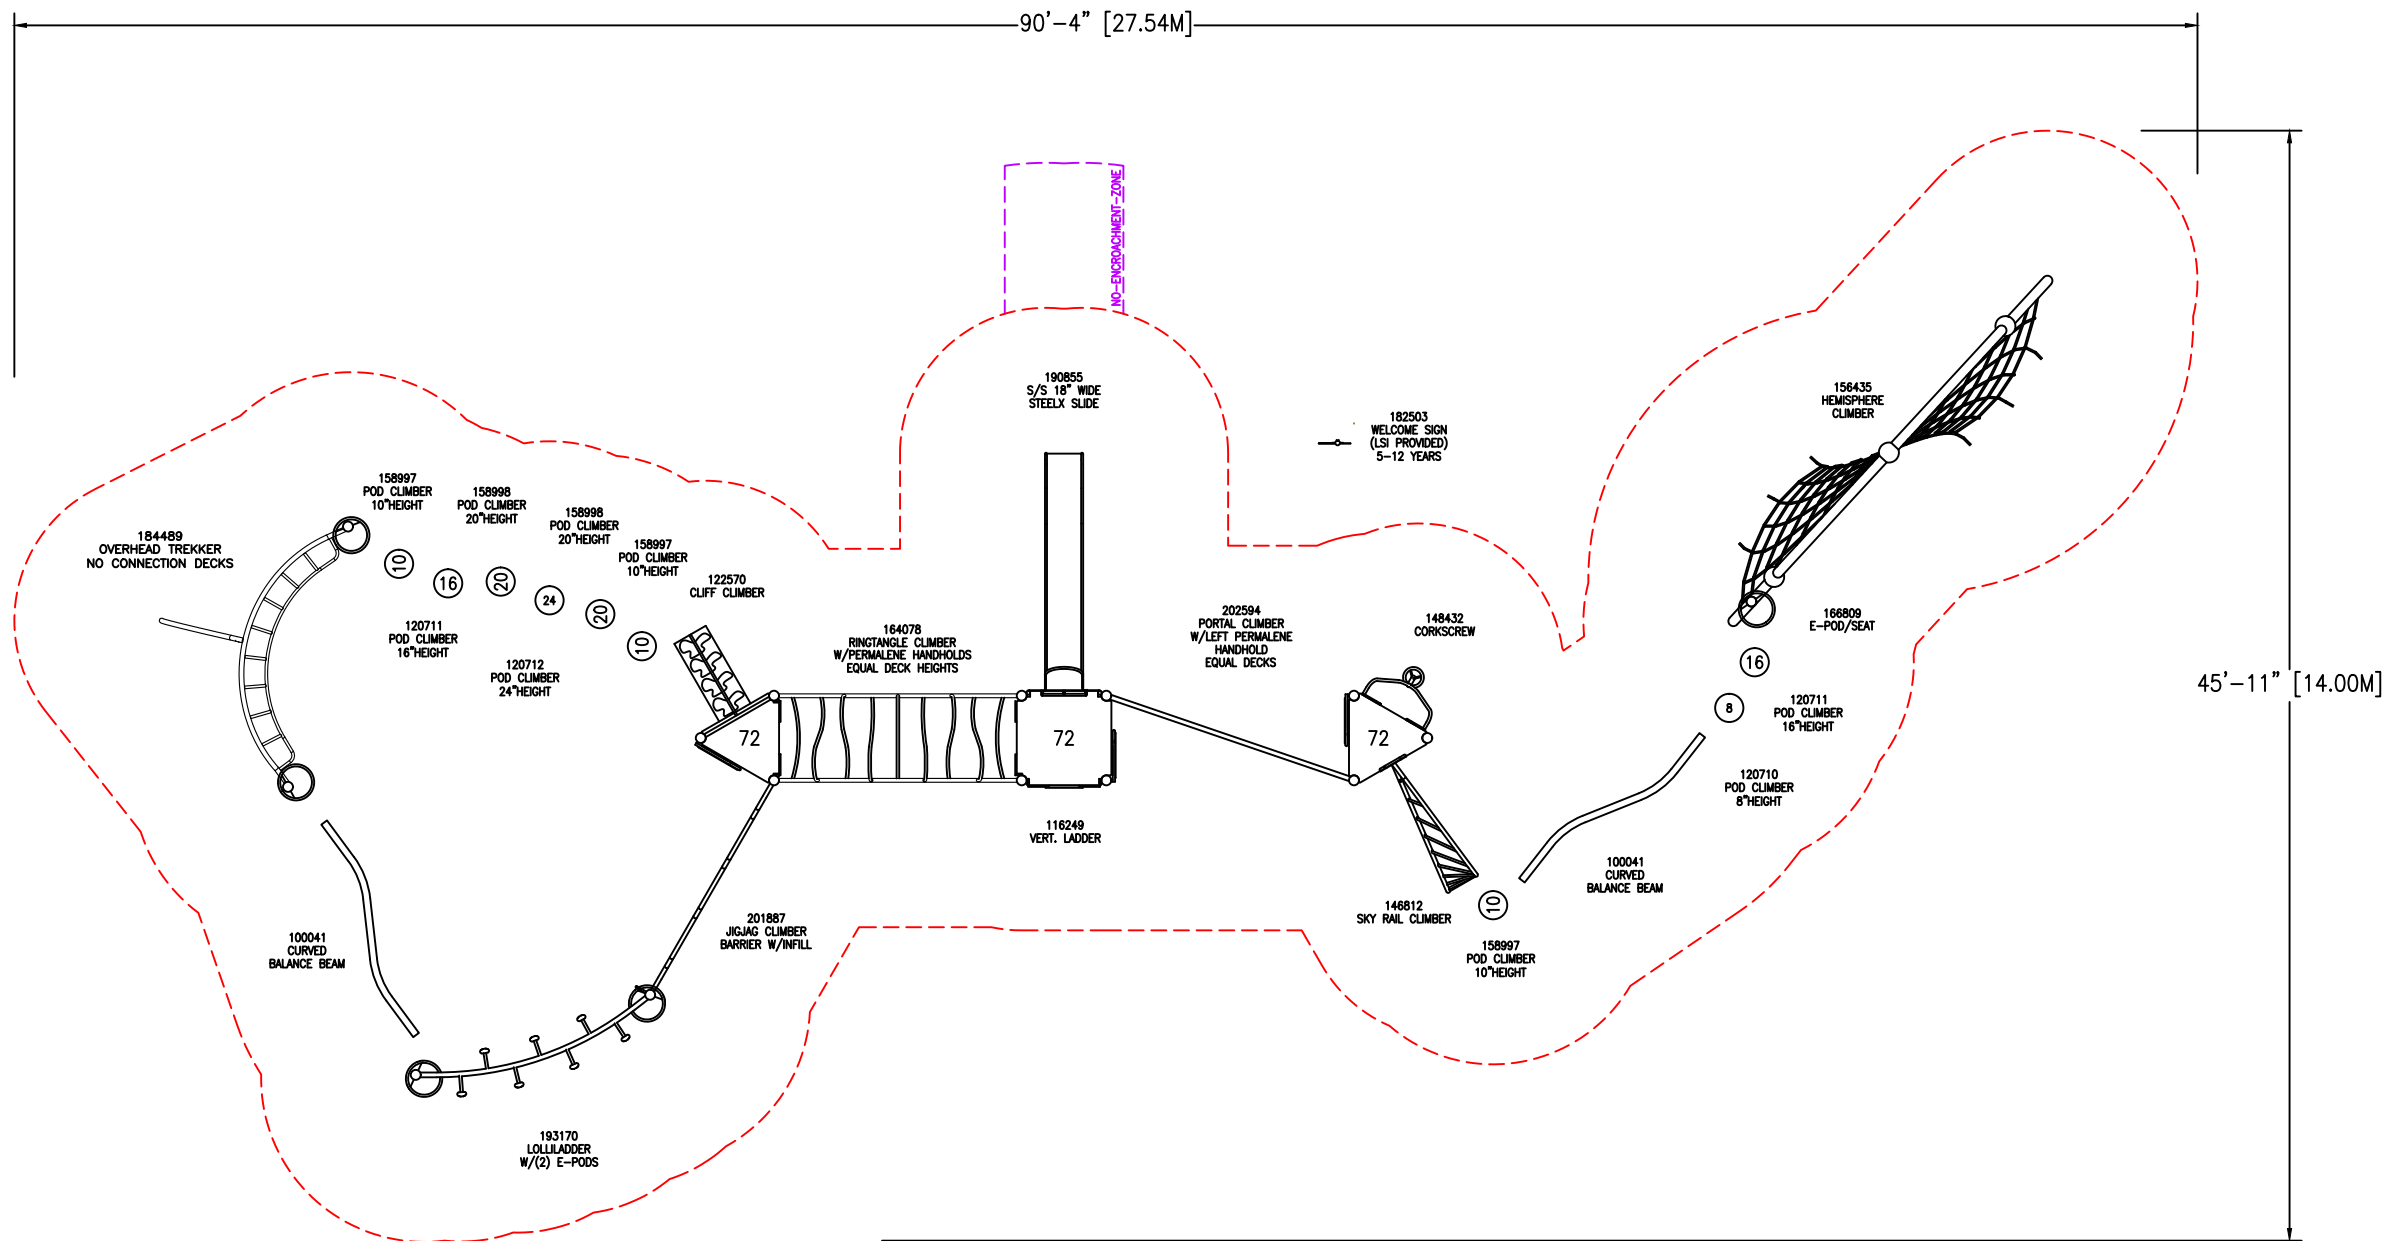 90'-4" [27.54M]
NO-ENCROACHMENT-ZONE
190855
S/S 18" WIDE
STEELX SLIDE
182503
WELCOME SIGN
(LSI PROVIDED)
5-12 YEARS
156435
HEMISPHERE
CLIMBER
158997
POD CLIMBER
10"HEIGHT
158998
POD CLIMBER
20"HEIGHT
158998
POD CLIMBER
20"HEIGHT
158997
POD CLIMBER
10"HEIGHT
184489
OVERHEAD TREKKER
NO CONNECTION DECKS
10
16
20
24
20
10
122570
CLIFF CLIMBER
120711
POD CLIMBER
16"HEIGHT
120712
POD CLIMBER
24"HEIGHT
164078
RINGTANGLE CLIMBER
W/PERMALENE HANDHOLDS
EQUAL DECK HEIGHTS
202594
PORTAL CLIMBER
W/LEFT PERMALENE
HANDHOLD
EQUAL DECKS
148432
CORKSCREW
166809
E-POD/SEAT
16
8
45'-11" [14.00M]
120711
POD CLIMBER
16"HEIGHT
72
72
72
120710
POD CLIMBER
8"HEIGHT
116249
VERT. LADDER
100041
CURVED
BALANCE BEAM
146812
SKY RAIL CLIMBER
10
158997
POD CLIMBER
10"HEIGHT
201887
JIGJAG CLIMBER
BARRIER W/INFILL
100041
CURVED
BALANCE BEAM
193170
LOLLILADDER
W/(2) E-PODS